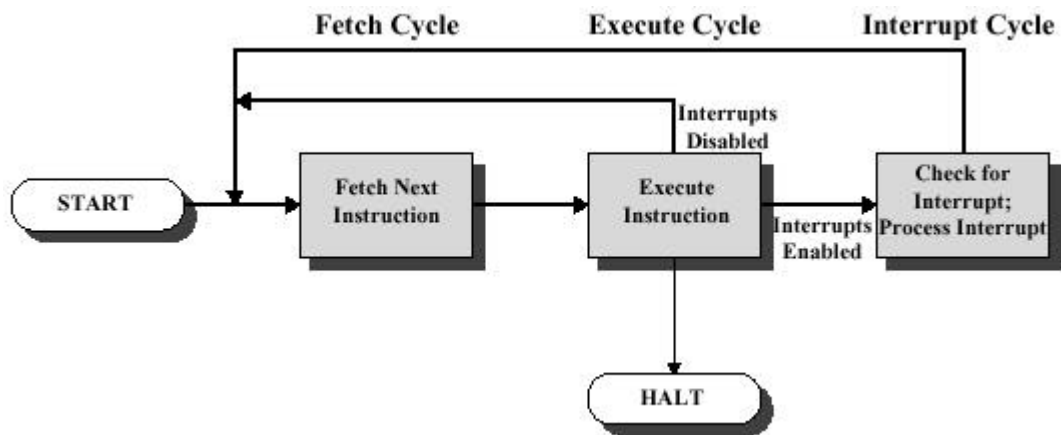 Fetch Cycle
Execute Cycle
Interrupt Cycle
Interrupts
Disabled
START
Fetch Next
Instruction
Execute
Instruction
Interrupts
Enabled
Check for
Interrupt;
Process Interrupt
HALT